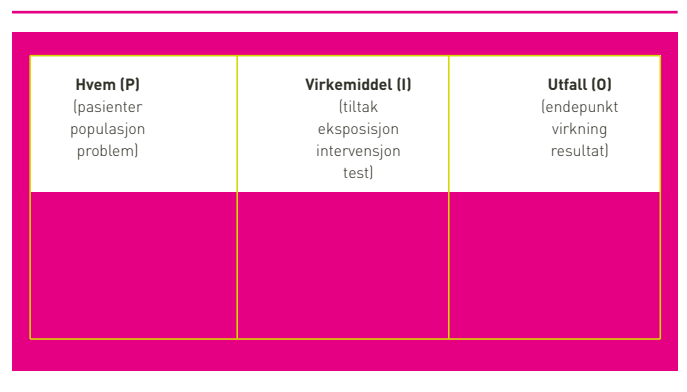 Hvem (P)
(pasienter
populasjon
problem)
Virkemiddel (I)
(tiltak
eksposisjon
intervensjon
test)
Utfall (O)
(endepunkt
virkning
resultat)